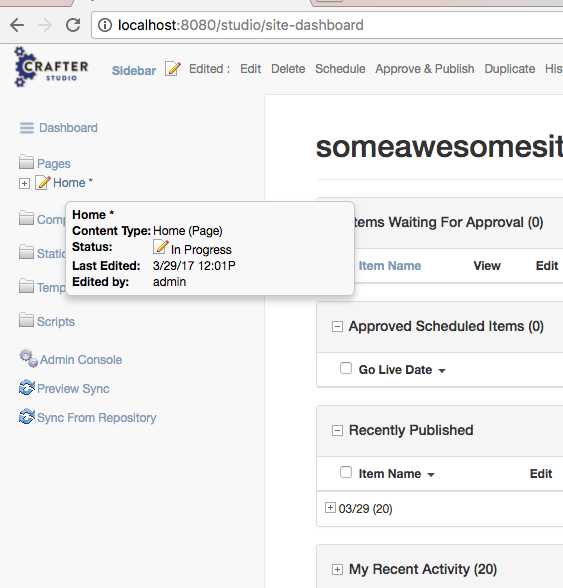 localhost:8080/studio/site-dashboard
CRAFTER
STUDIO
Sidebar Edited : Edit Delete Schedule Approve & Publish Duplicate His
Dashboard
someawesomesit
Pages
Home *
Home *
Content Type: Home (Page)
Status: In Progress
Last Edited: 3/29/17 12:01P
Edited by: admin
Com
Static
Temp
Scripts
Admin Console
Preview Sync
Sync From Repository
tems Waiting For Approval (0)
Item Name View Edit
Approved Scheduled Items (0)
Go Live Date
Recently Published
Item Name Edit
03/29 (20)
My Recent Activity (20)